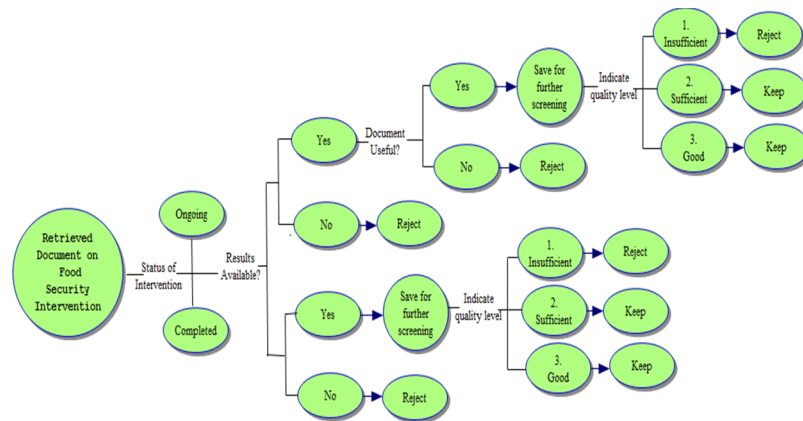 Retrieved
Document on
Food
Security
Intervention
Status of
Intervention
Ongoing
Completed
Results
Available?
Yes
Document
Useful?
Yes
Save for
further
screening
Indicate
quality level
1.
Insufficient
Reject
2.
Sufficient
Keep
3.
Good
Keep
No
Reject
No
Reject
Yes
Save for
further
screening
Indicate
quality level
1.
Insufficient
Reject
2.
Sufficient
Keep
3.
Good
Keep
No
Reject